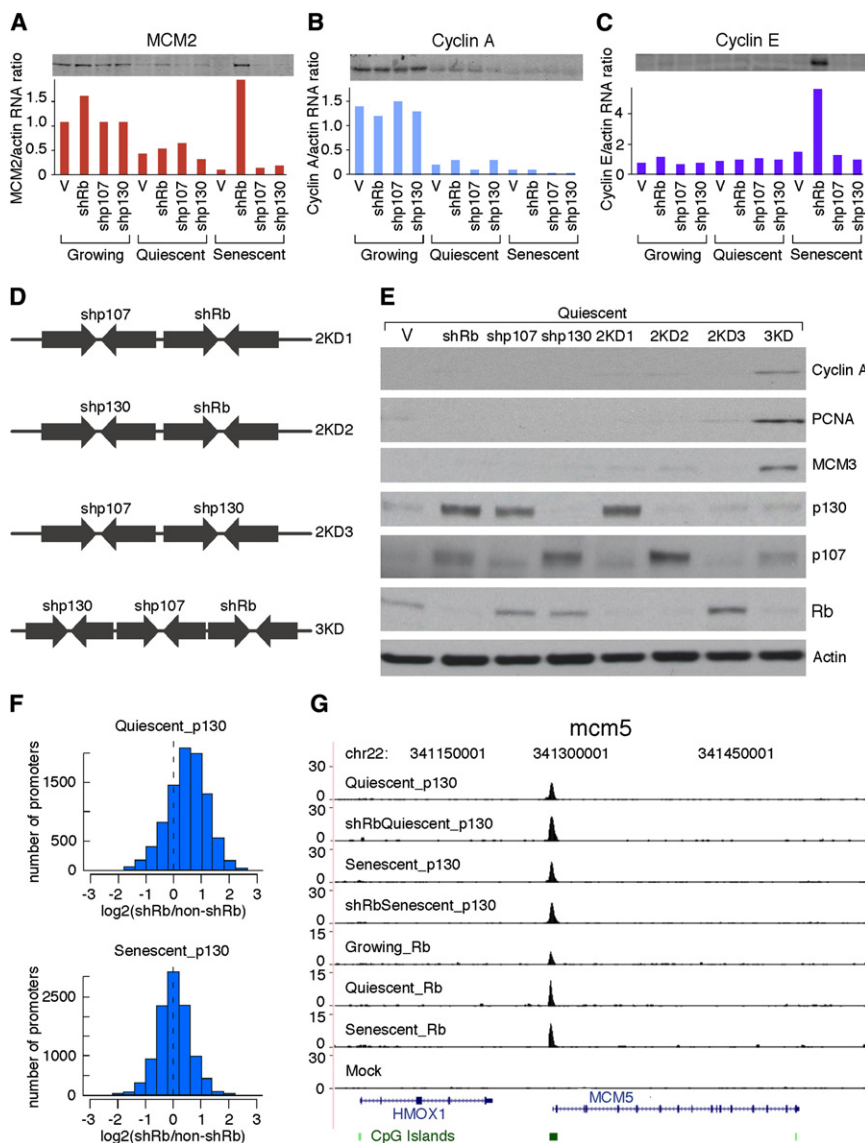 A
MCM2
MCM2/actin RNA ratio
1.5
1.0
0.5
0
V
shRb
shp107
shp130
V
shRb
shp107
shp130
V
shRb
shp107
shp130
Growing
Quiescent
Senescent
B
Cyclin A
Cyclin A/actin RNA ratio
1.5
1.0
0.5
0
V
shRb
shp107
shp130
V
shRb
shp107
shp130
V
shRb
shp107
shp130
Growing
Quiescent
Senescent
C
Cyclin E
Cyclin E/actin RNA ratio
4
2
0
V
shRb
shp107
shp130
V
shRb
shp107
shp130
V
shRb
shp107
shp130
Growing
Quiescent
Senescent
D
shp107 shRb
2KD1
shp130 shRb
2KD2
shp107 shp130
2KD3
shp130 shp107 shRb
3KD
E
Quiescent
V shRb shp107 shp130 2KD1 2KD2 2KD3 3KD
Cyclin A
PCNA
MCM3
p130
p107
Rb
Actin
F
Quiescent_p130
number of promoters
1500
500
0
-3 -2 -1 0 1 2 3
log2(shRb/non-shRb)
Senescent_p130
number of promoters
2500
1000
0
-3 -2 -1 0 1 2 3
log2(shRb/non-shRb)
G
mcm5
chr22: 341150001 341300001 341450001
30
Quiescent_p130
0
30
shRbQuiescent_p130
0
30
Senescent_p130
0
30
shRbSenescent_p130
0
15
Growing_Rb
0
15
Quiescent_Rb
0
15
Senescent_Rb
0
30
Mock
0
HMOX1
MCM5
CpG Islands